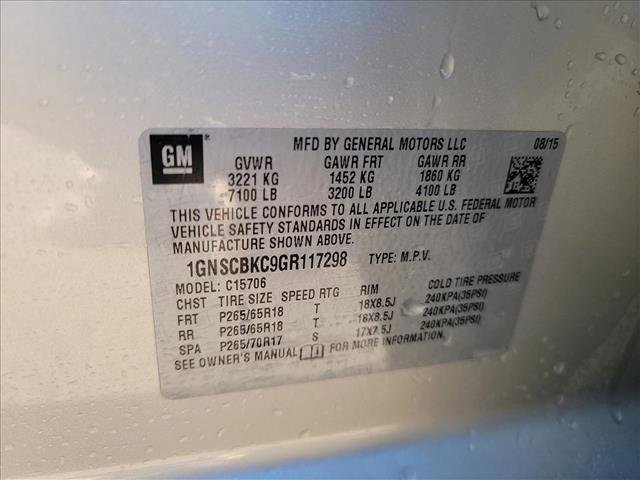 GM
MFD BY GENERAL MOTORS LLC 08/15
GVWR GAWR FRT GAWR RR
3221 KG 1452 KG 1860 KG
7100 LB 3200 LB 4100 LB
THIS VEHICLE CONFORMS TO ALL APPLICABLE U.S. FEDERAL MOTOR
VEHICLE SAFETY STANDARDS IN EFFECT ON THE DATE OF
MANUFACTURE SHOWN ABOVE.
1GNSCBKC9GR117298 TYPE: M.P.V.
MODEL: C15706
CHST TIRE SIZE SPEED RTG RIM COLD TIRE PRESSURE
FRT P265/65R18 T 18X8.5J 240KPA(35PSI)
RR P265/65R18 T 18X8.5J 240KPA(35PSI)
SPA P265/70R17 S 17X7.5J 240KPA(35PSI)
SEE OWNER'S MANUAL FOR MORE INFORMATION.